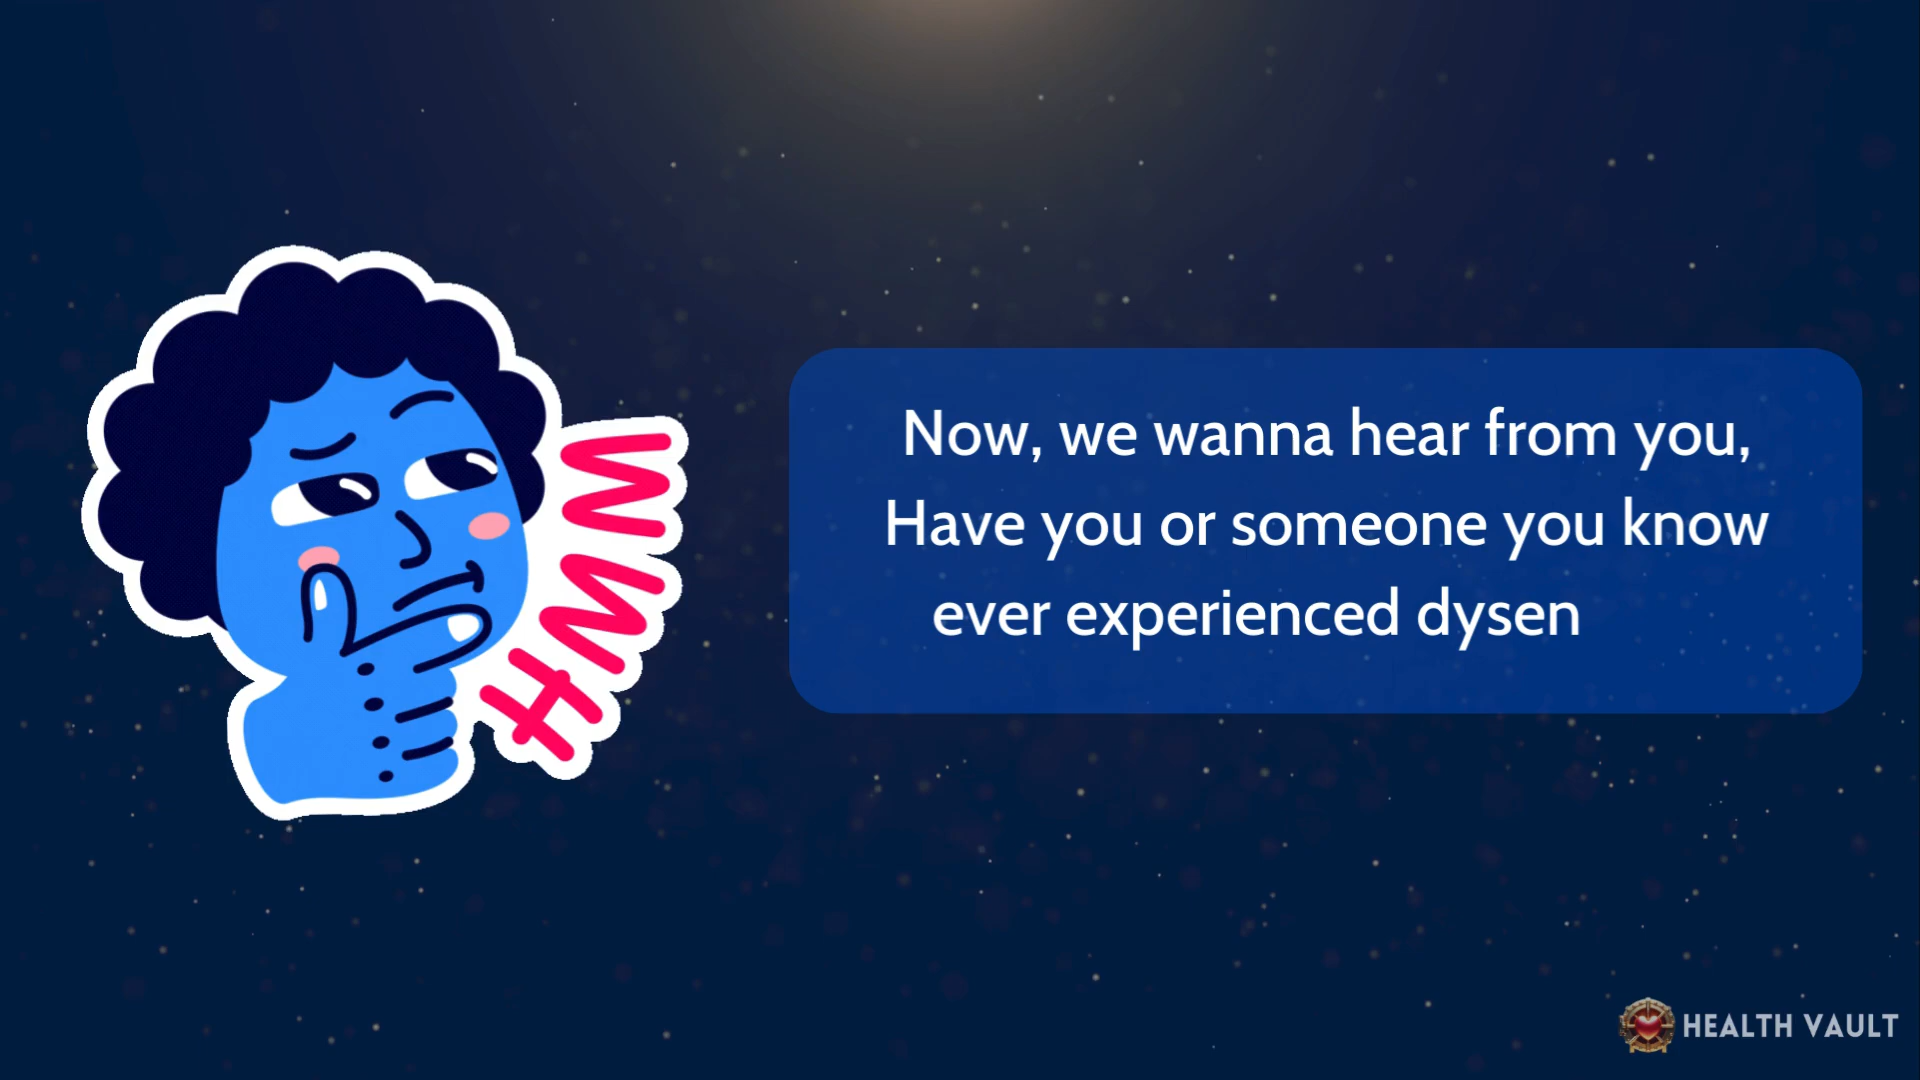 Now, we wanna hear from you,
Have you or someone you know
ever experienced dysen
HMM
HEALTH VAULT